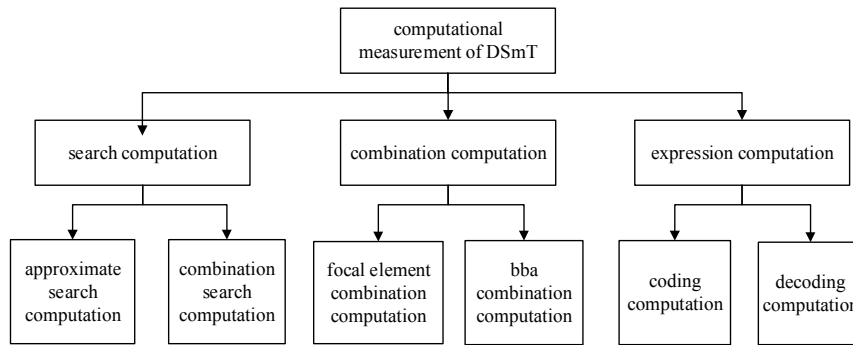 computational
measurement of DSmT
search computation
combination computation
expression computation
approximate
search
computation
combination
search
computation
focal element
combination
computation
bba
combination
computation
coding
computation
decoding
computation